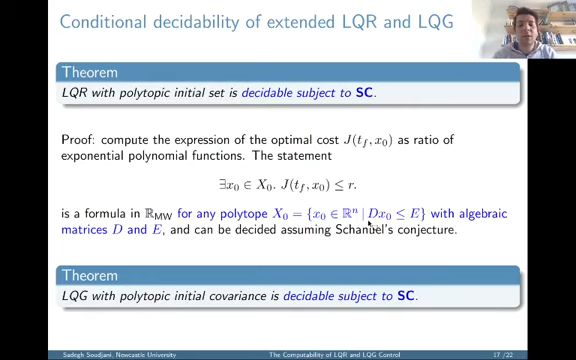 Conditional decidability of extended LQR and LQG
Theorem
LQR with polytopic initial set is decidable subject to SC.
Proof: compute the expression of the optimal cost J(t_f, x_0) as ratio of
exponential polynomial functions. The statement
∃x_0 ∈ X_0. J(t_f, x_0) ≤ r.
is a formula in ℝ_MW for any polytope X_0 = {x_0 ∈ ℝ^n | Dx_0 ≤ E} with algebraic
matrices D and E, and can be decided assuming Schanuel's conjecture.
Theorem
LQG with polytopic initial covariance is decidable subject to SC.
Sadegh Soudjani, Newcastle University The Computability of LQR and LQG Control 17 / 22